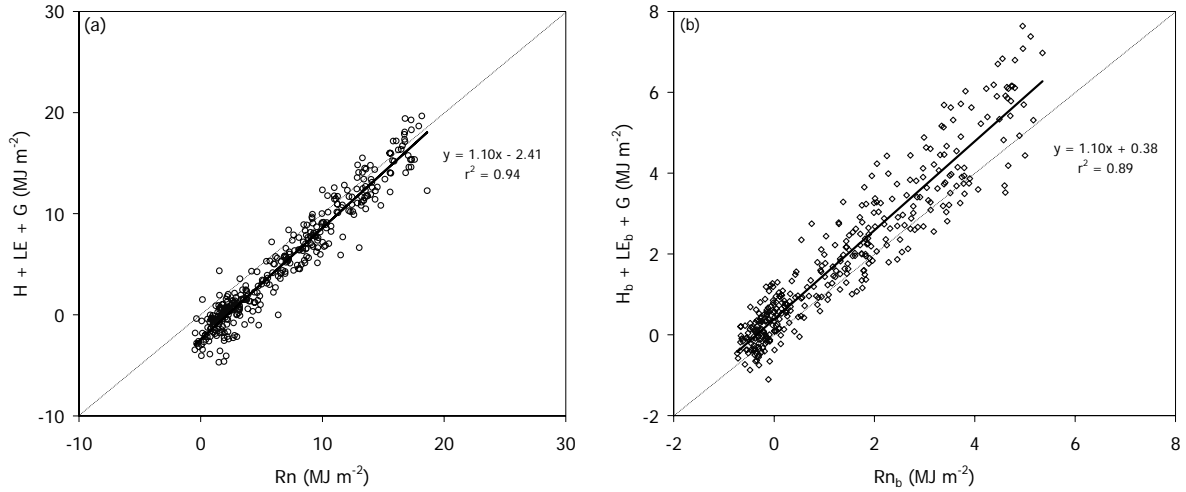 (a)
30
20
10
0
-10
-10 0 10 20 30
H + LE + G (MJ m⁻²)
Rn (MJ m⁻²)
y = 1.10x - 2.41
r² = 0.94
(b)
8
6
4
2
0
-2
-2 0 2 4 6 8
H_b + LE_b + G (MJ m⁻²)
Rn_b (MJ m⁻²)
y = 1.10x + 0.38
r² = 0.89